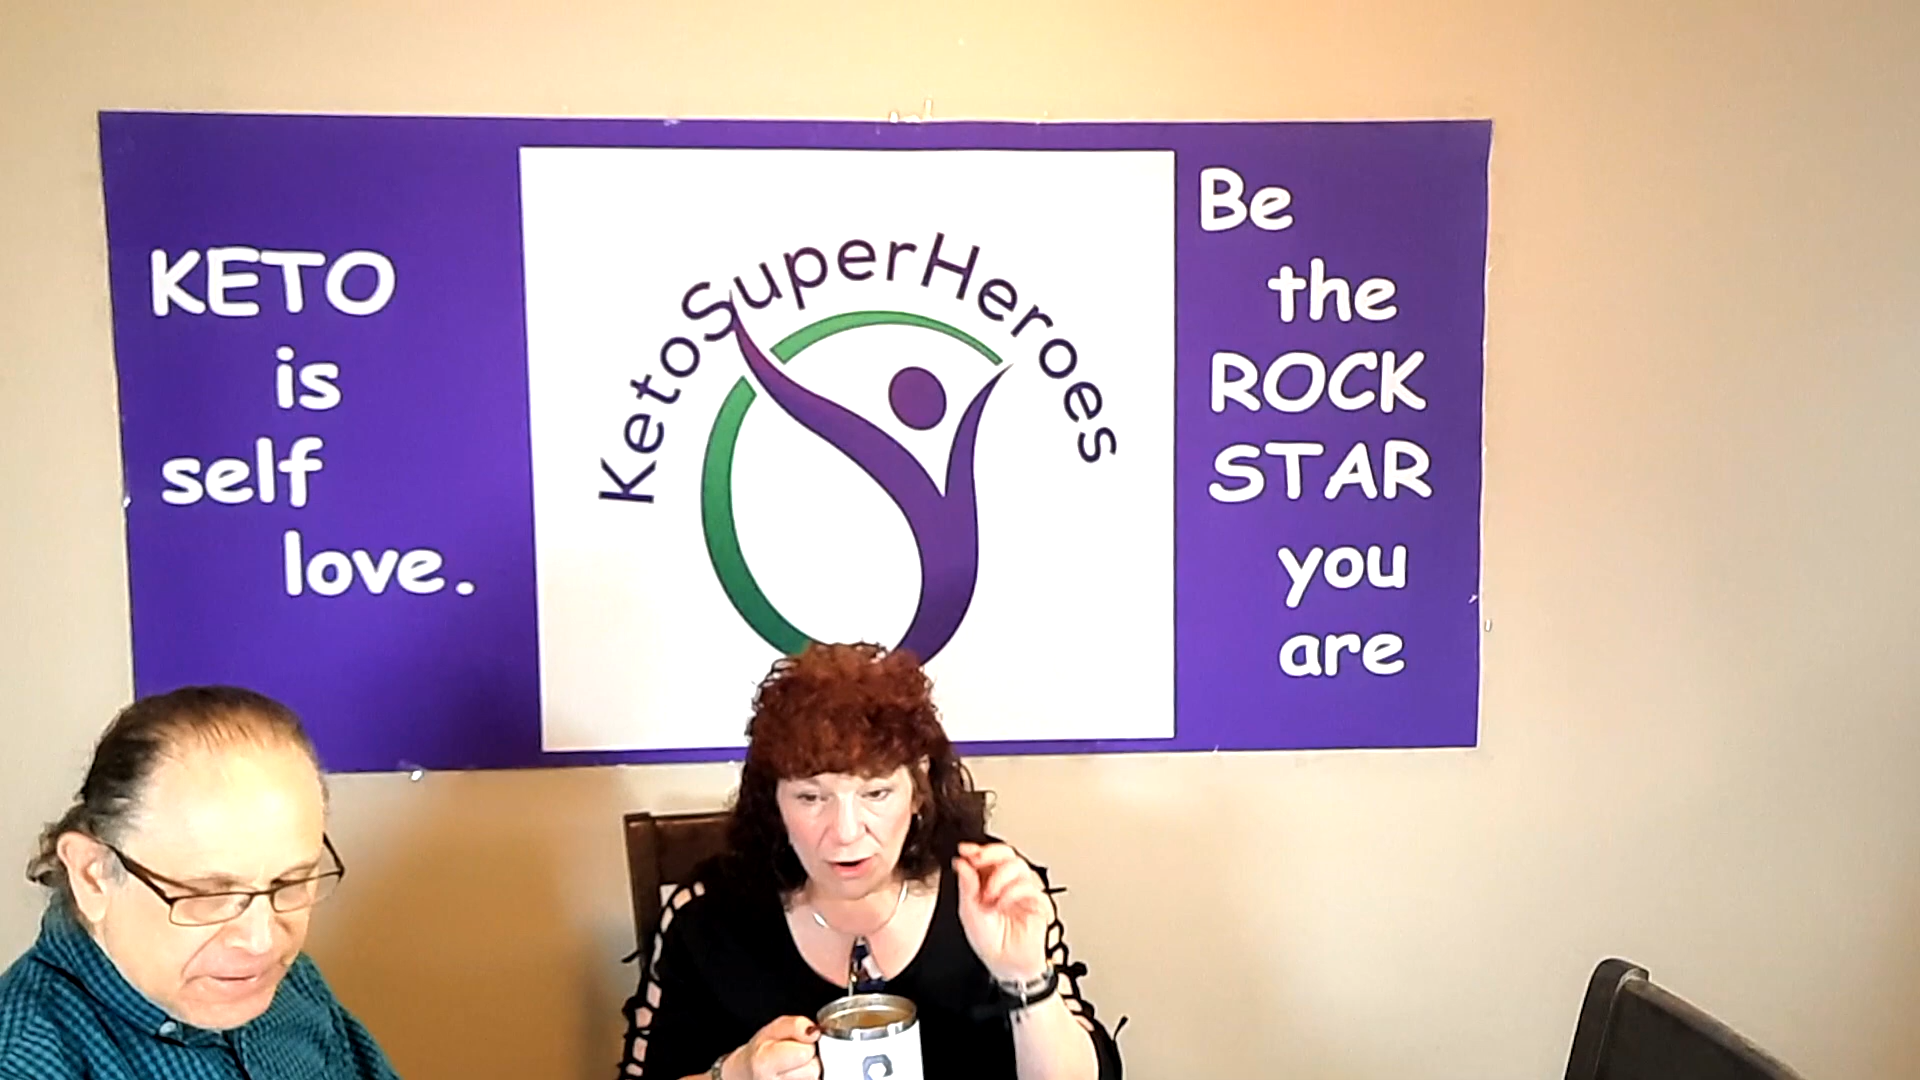 KETO
is
self
love.
KetoSuperHeroes
Be
the
ROCK
STAR
you
are